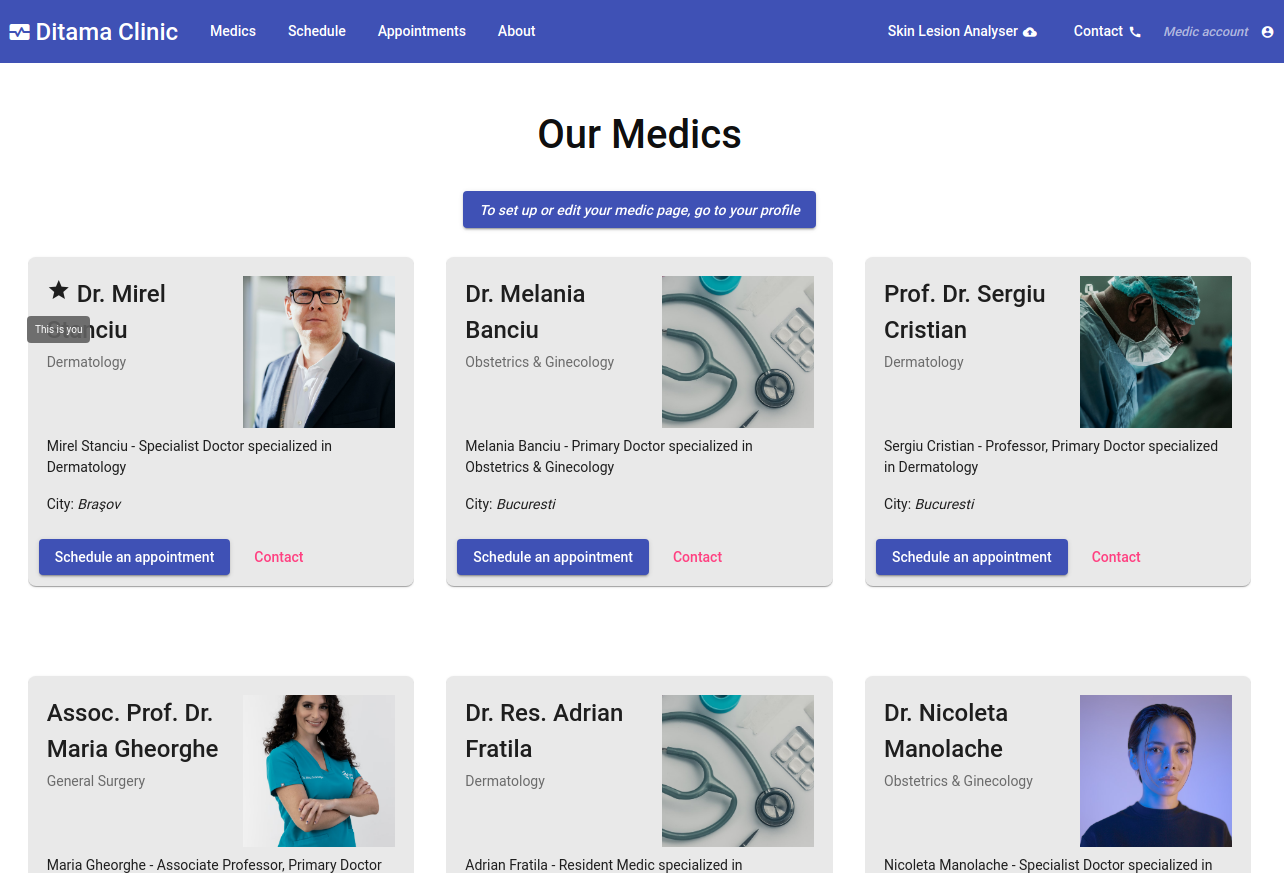 Ditama Clinic Medics Schedule Appointments About Skin Lesion Analyser Contact Medic account
Our Medics
To set up or edit your medic page, go to your profile
Dr. Mirel
Stanciu
This is you
Dermatology
Mirel Stanciu - Specialist Doctor specialized in
Dermatology
City: Brașov
Schedule an appointment Contact
Dr. Melania
Banciu
Obstetrics & Ginecology
Melania Banciu - Primary Doctor specialized in
Obstetrics & Ginecology
City: Bucuresti
Schedule an appointment Contact
Prof. Dr. Sergiu
Cristian
Dermatology
Sergiu Cristian - Professor, Primary Doctor specialized
in Dermatology
City: Bucuresti
Schedule an appointment Contact
Assoc. Prof. Dr.
Maria Gheorghe
General Surgery
Maria Gheorghe - Associate Professor, Primary Doctor
Dr. Res. Adrian
Fratila
Dermatology
Adrian Fratila - Resident Medic specialized in
Dr. Nicoleta
Manolache
Obstetrics & Ginecology
Nicoleta Manolache - Specialist Doctor specialized in